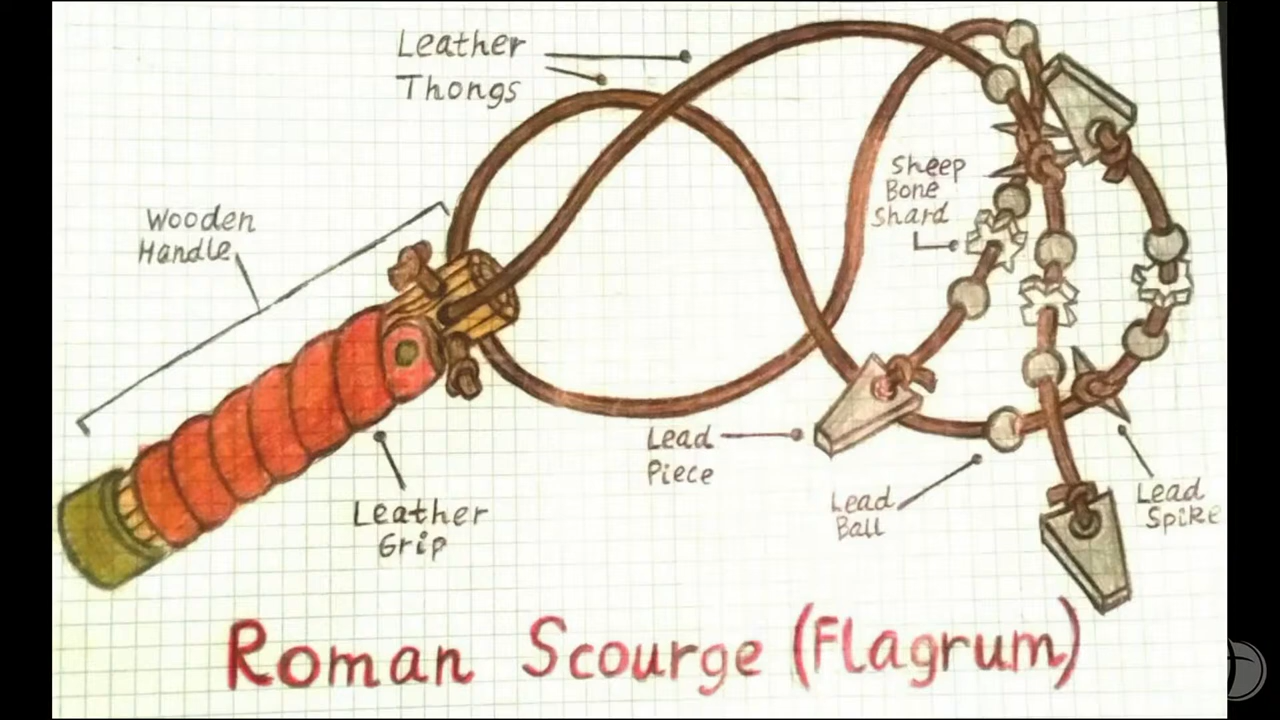 Leather
Thongs
Wooden
Handle
Sheep
Bone
Shard
Lead
Piece
Lead
Ball
Lead
Spike
Leather
Grip
Roman Scourge (Flagrum)